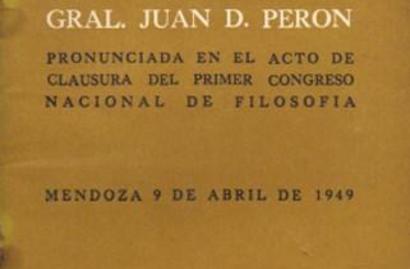 GRAL. JUAN D. PERON
PRONUNCIADA EN EL ACTO DE
CLAUSURA DEL PRIMER CONGRESO
NACIONAL DE FILOSOFIA
MENDOZA 9 DE ABRIL DE 1949